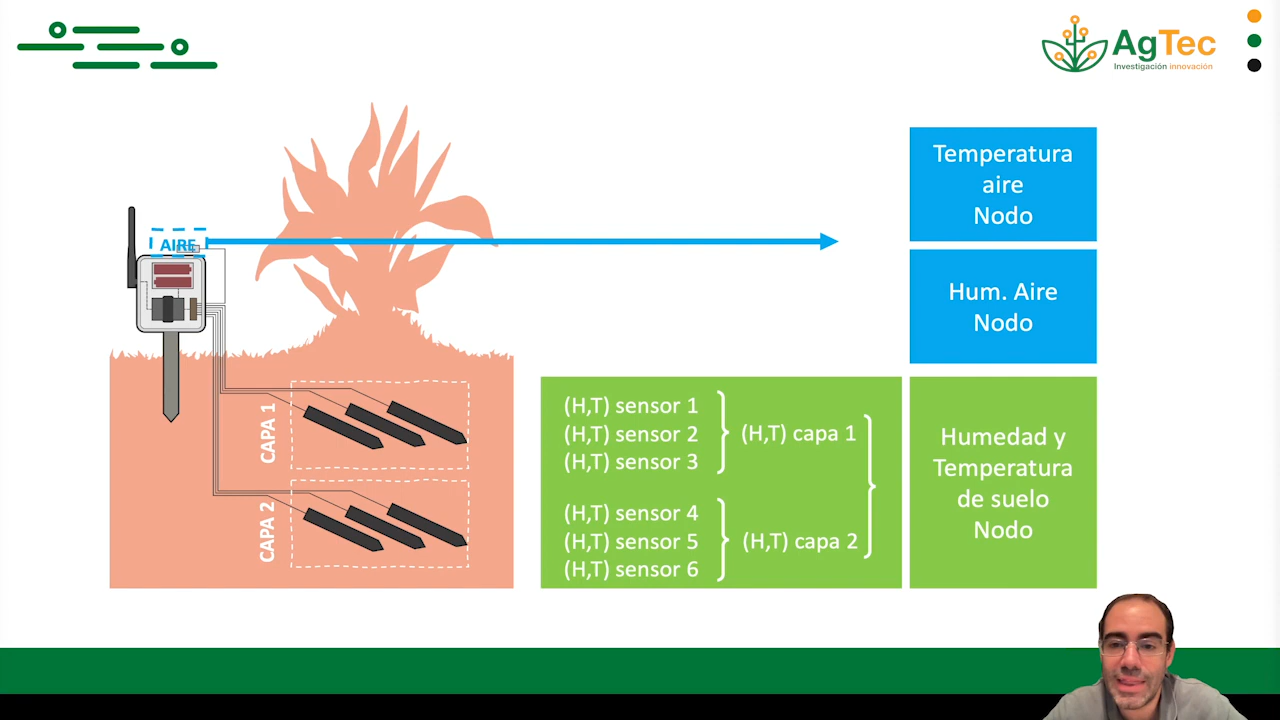 AgTec
Investigación innovación
Temperatura
aire
Nodo
AIRE
Hum. Aire
Nodo
CAPA 1
CAPA 2
(H,T) sensor 1
(H,T) sensor 2
(H,T) sensor 3
(H,T) capa 1
(H,T) sensor 4
(H,T) sensor 5
(H,T) sensor 6
(H,T) capa 2
Humedad y
Temperatura
de suelo
Nodo